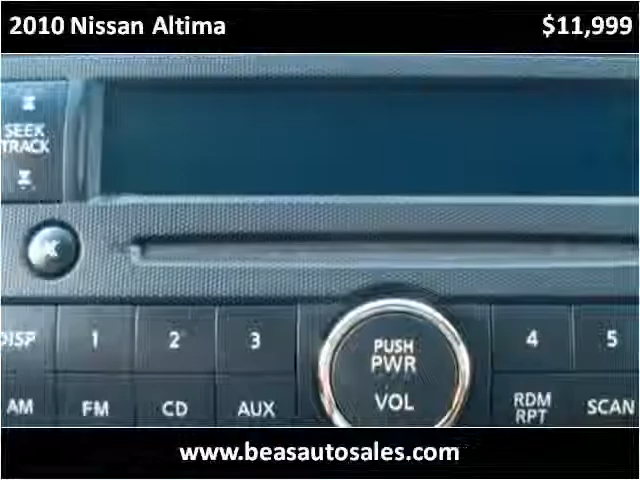 2010 Nissan Altima $11,999
SEEK
TRACK
DISP 1 2 3 PUSH PWR 4 5
AM FM CD AUX VOL RDM RPT SCAN
www.beasautosales.com